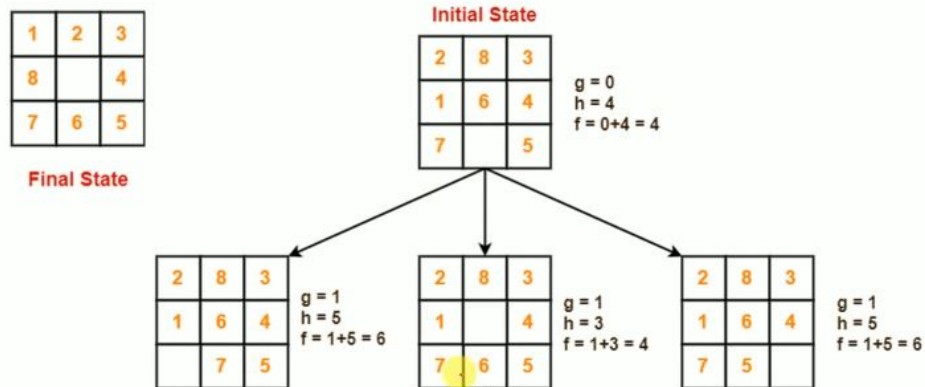 Initial State
1 2 3
8 4
7 6 5
Final State
2 8 3
1 6 4
7 5
g = 0
h = 4
f = 0+4 = 4
2 8 3
1 6 4
7 5
g = 1
h = 5
f = 1+5 = 6
2 8 3
1 4
7 6 5
g = 1
h = 3
f = 1+3 = 4
2 8 3
1 6 4
7 5
g = 1
h = 5
f = 1+5 = 6